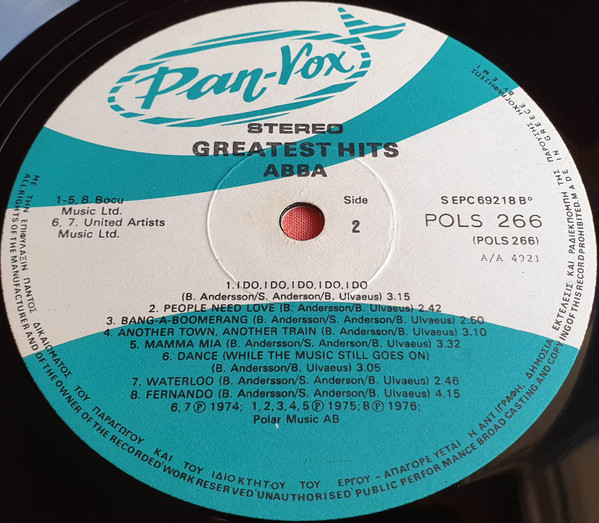 Pan-Vox
STEREO
GREATEST HITS
ABBA
1-5, 8. Bocu
Music Ltd.
6, 7. United Artists
Music Ltd.
Side
2
S EPC 69218 B°
POLS 266
(POLS 266)
A/A 4921
1. I DO, I DO, I DO, I DO, I DO
(B. Andersson/S. Anderson/B. Ulvaeus) 3.15
2. PEOPLE NEED LOVE (B. Andersson/B. Ulvaeus) 2.42
3. BANG-A-BOOMERANG (B. Andersson/S. Anderson/B. Ulvaeus) 2.50
4. ANOTHER TOWN, ANOTHER TRAIN (B. Andersson/B. Ulvaeus) 3.10
5. MAMMA MIA (B. Andersson/S. Anderson/B. Ulvaeus) 3.32
6. DANCE (WHILE THE MUSIC STILL GOES ON)
(B. Andersson/B. Ulvaeus) 3.05
7. WATERLOO (B. Andersson/S. Anderson/B. Ulvaeus) 2.46
8. FERNANDO (B. Andersson/S. Anderson/B. Ulvaeus) 4.15
6, 7 Ⓟ 1974; 1, 2, 3, 4, 5 Ⓟ 1975; 8 Ⓟ 1976;
Polar Music AB
ΜΕ ΤΗΝ ΕΠΙΦΥΛΑΞΙΝ ΠΑΝΤΟΣ ΔΙΚΑΙΩΜΑΤΟΣ ΤΟΥ ΠΑΡΑΓΩΓΟΥ ΚΑΙ ΤΟΥ ΙΔΙΟΚΤΗΤΟΥ ΤΟΥ ΕΡΓΟΥ - ΑΠΑΓΟΡΕΥΕΤΑΙ Η ΑΝΤΙΓΡΑΦΗ, ΔΗΜΟΣΙΑ ΕΚΤΕΛΕΣΙΣ ΚΑΙ ΡΑΔΙΕΚΠΟΜΠΗ ΤΗΣ ΠΑΡΟΥΣΗΣ ΗΧΟΓΡΑΦΗΣΕΩΣ
ALL RIGHTS OF THE MANUFACTURER AND OF THE OWNER OF THE RECORDED WORK RESERVED UNAUTHORISED PUBLIC PERFORMANCE BROADCASTING AND COPYING OF THIS RECORD PROHIBITED MADE IN GREECE BY EMI